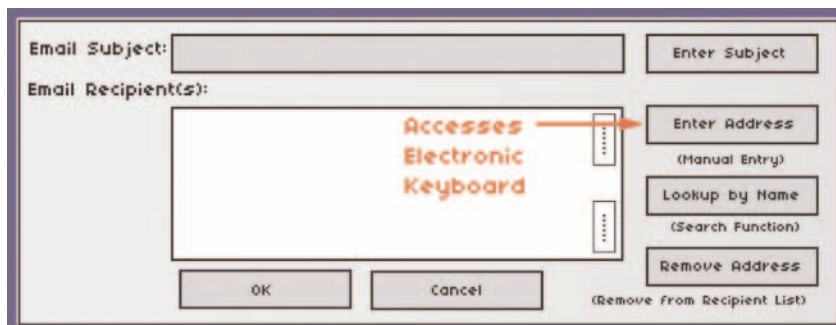 Email Subject:
Enter Subject
Email Recipient(s):
Accesses
Electronic
Keyboard
Enter Address
(Manual Entry)
Lookup by Name
(Search Function)
Remove Address
(Remove from Recipient List)
OK
Cancel